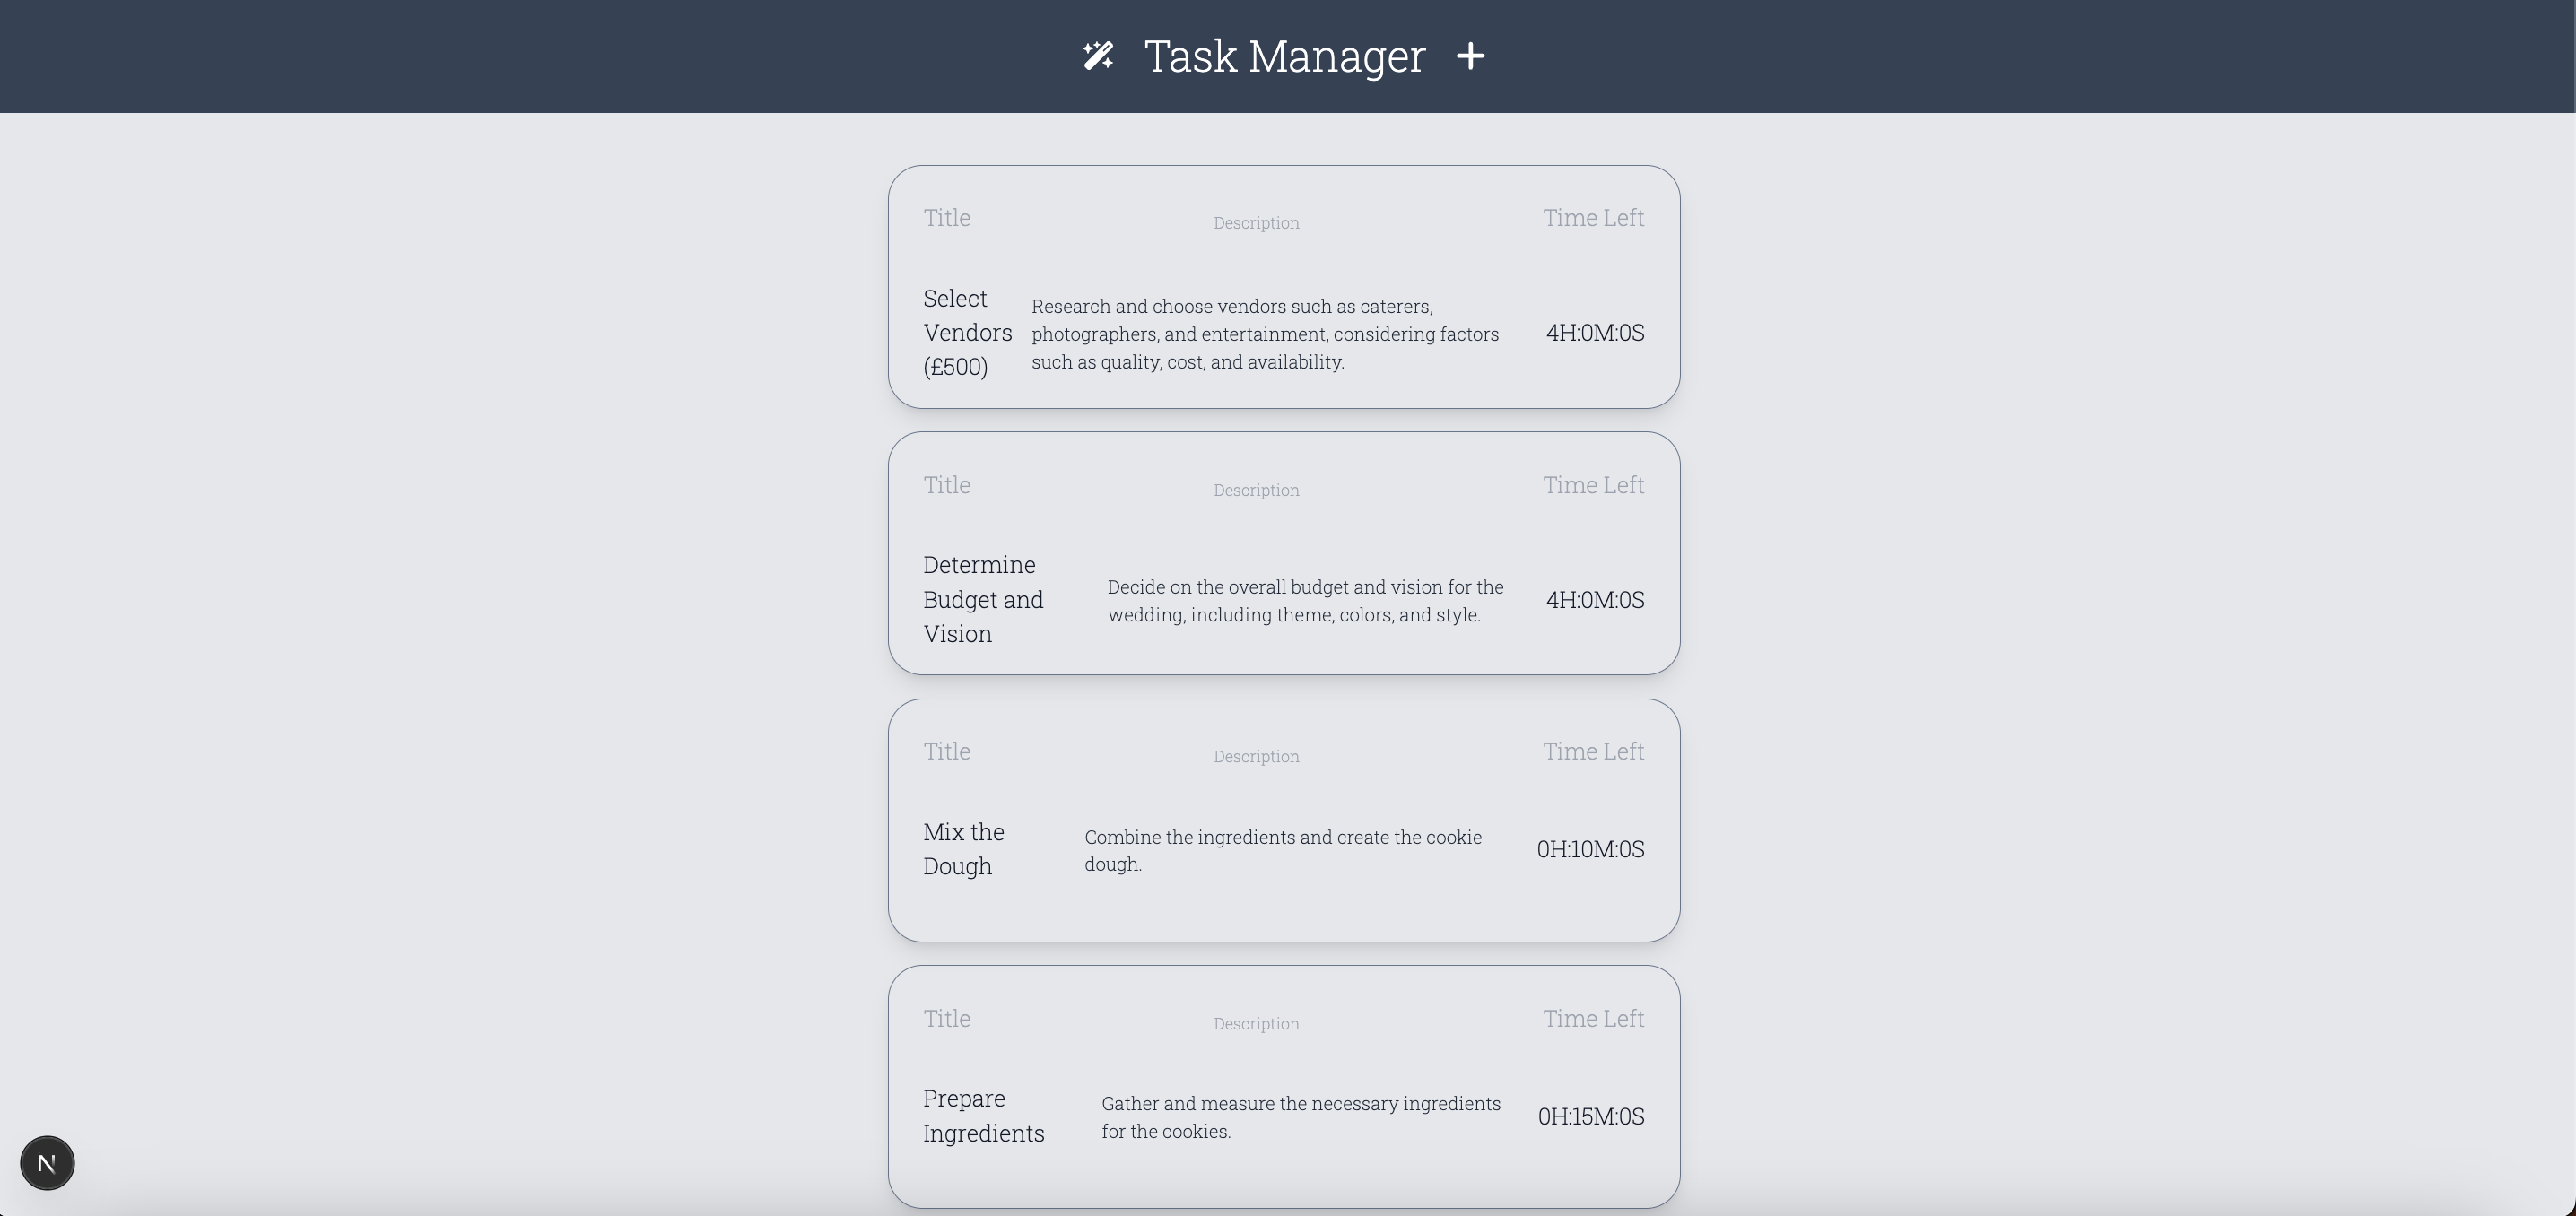 Task Manager
Title Description Time Left
Select
Vendors
(£500)
Research and choose vendors such as caterers,
photographers, and entertainment, considering factors
such as quality, cost, and availability.
4H:0M:0S
Title Description Time Left
Determine
Budget and
Vision
Decide on the overall budget and vision for the
wedding, including theme, colors, and style.
4H:0M:0S
Title Description Time Left
Mix the
Dough
Combine the ingredients and create the cookie
dough.
0H:10M:0S
Title Description Time Left
Prepare
Ingredients
Gather and measure the necessary ingredients
for the cookies.
0H:15M:0S
N